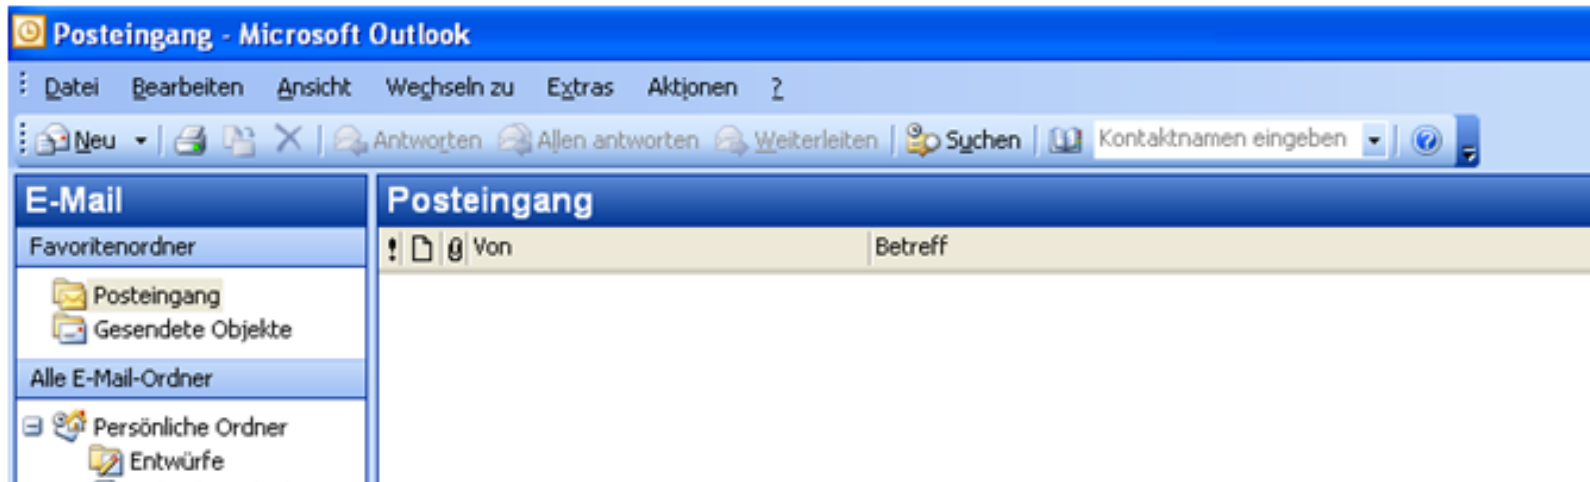 Posteingang - Microsoft Outlook
Datei Bearbeiten Ansicht Wechseln zu Extras Aktionen ?
Neu Antworten Allen antworten Weiterleiten Suchen Kontaktnamen eingeben
E-Mail Posteingang
Favoritenordner Von Betreff
Posteingang
Gesendete Objekte
Alle E-Mail-Ordner
Persönliche Ordner
Entwürfe